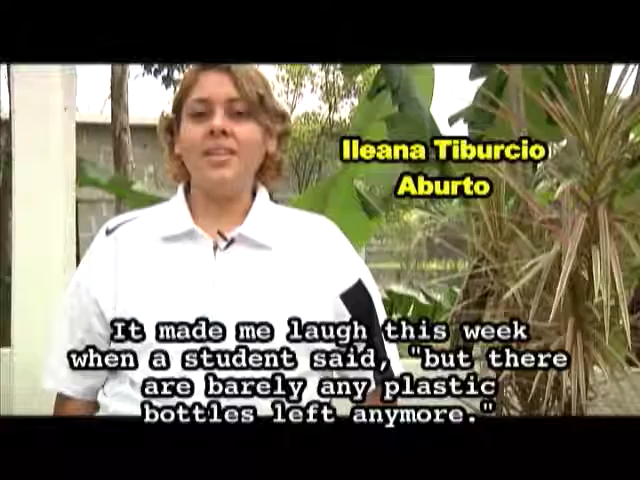 Ileana Tiburcio
Aburto
It made me laugh this week
when a student said, "but there
are barely any plastic
bottles left anymore."